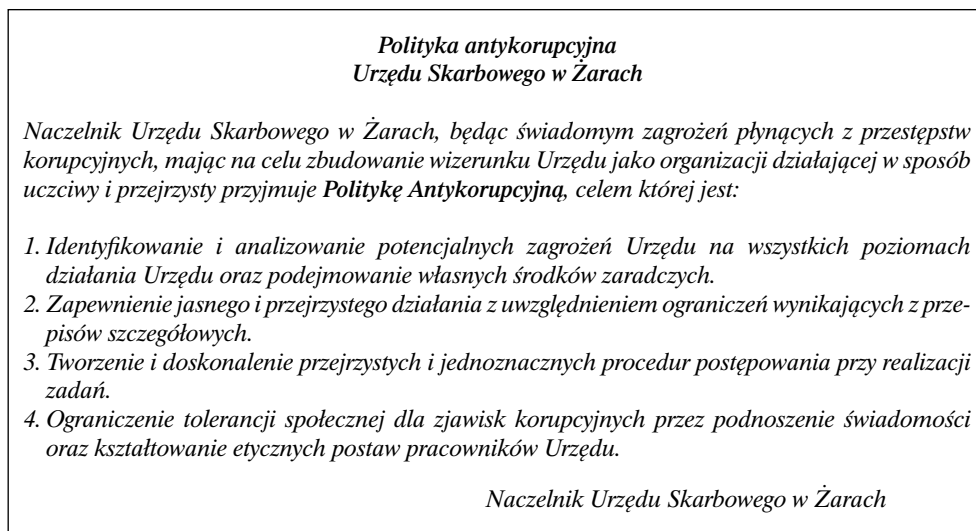 Polityka antykorupcyjna
Urzędu Skarbowego w Żarach
Naczelnik Urzędu Skarbowego w Żarach, będąc świadomym zagrożeń płynących z przestępstw
korupcyjnych, mając na celu zbudowanie wizerunku Urzędu jako organizacji działającej w sposób
uczciwy i przejrzysty przyjmuje Politykę Antykorupcyjną, celem której jest:
1. Identyfikowanie i analizowanie potencjalnych zagrożeń Urzędu na wszystkich poziomach
działania Urzędu oraz podejmowanie własnych środków zaradczych.
2. Zapewnienie jasnego i przejrzystego działania z uwzględnieniem ograniczeń wynikających z prze-
pisów szczegółowych.
3. Tworzenie i doskonalenie przejrzystych i jednoznacznych procedur postępowania przy realizacji
zadań.
4. Ograniczenie tolerancji społecznej dla zjawisk korupcyjnych przez podnoszenie świadomości
oraz kształtowanie etycznych postaw pracowników Urzędu.
Naczelnik Urzędu Skarbowego w Żarach